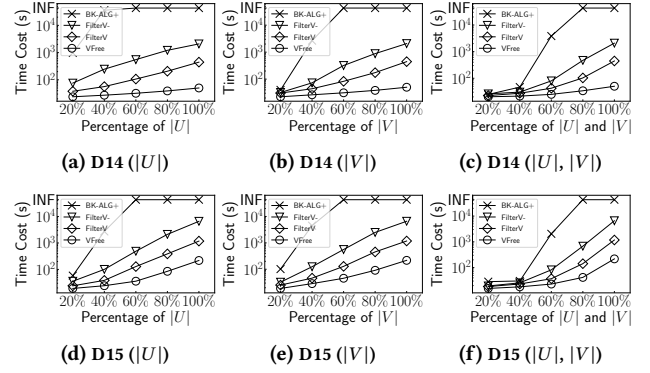 INF
10^4
10^3
10^2
Time Cost (s)
BK-ALG+
FilterV-
FilterV
VFree
20% 40% 60% 80% 100%
Percentage of |U|
(a) D14 (|U|)
INF
10^4
10^3
10^2
Time Cost (s)
BK-ALG+
FilterV-
FilterV
VFree
20% 40% 60% 80% 100%
Percentage of |V|
(b) D14 (|V|)
INF
10^4
10^3
10^2
Time Cost (s)
BK-ALG+
FilterV-
FilterV
VFree
20% 40% 60% 80% 100%
Percentage of |U| and |V|
(c) D14 (|U|, |V|)
INF
10^4
10^3
10^2
Time Cost (s)
BK-ALG+
FilterV-
FilterV
VFree
20% 40% 60% 80% 100%
Percentage of |U|
(d) D15 (|U|)
INF
10^4
10^3
10^2
Time Cost (s)
BK-ALG+
FilterV-
FilterV
VFree
20% 40% 60% 80% 100%
Percentage of |V|
(e) D15 (|V|)
INF
10^4
10^3
10^2
Time Cost (s)
BK-ALG+
FilterV-
FilterV
VFree
20% 40% 60% 80% 100%
Percentage of |U| and |V|
(f) D15 (|U|, |V|)